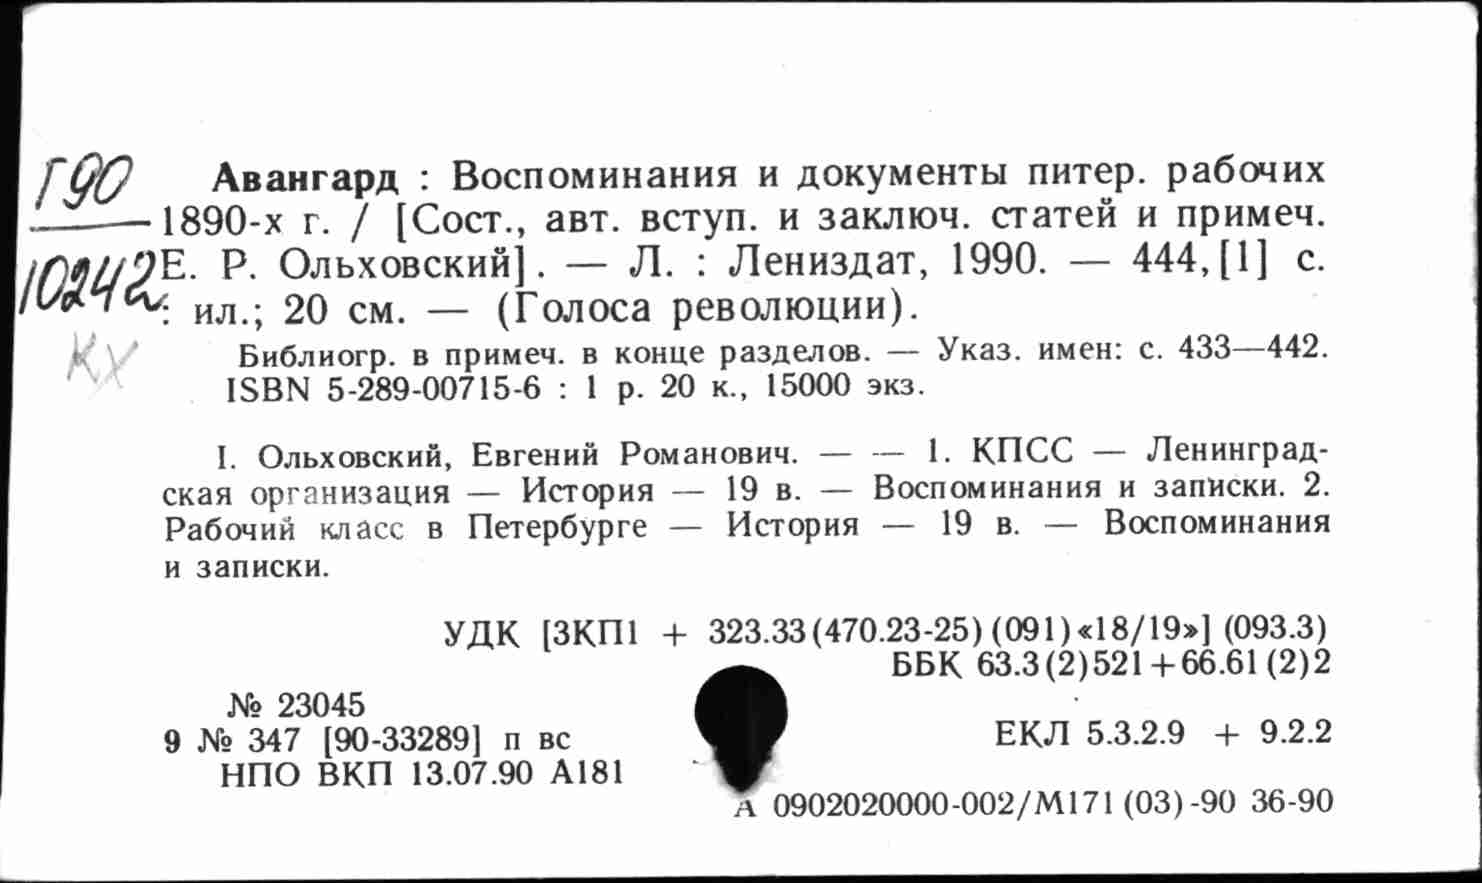 Г90
10242
КХ
Авангард : Воспоминания и документы питер. рабочих
1890-х г. / [Сост., авт. вступ. и заключ. статей и примеч.
Е. Р. Ольховский]. — Л. : Лениздат, 1990. — 444,[1] с.
: ил.; 20 см. — (Голоса революции).
Библиогр. в примеч. в конце разделов. — Указ. имен: с. 433—442.
ISBN 5-289-00715-6 : 1 р. 20 к., 15000 экз.
I. Ольховский, Евгений Романович. — — 1. КПСС — Ленинград-
ская организация — История — 19 в. — Воспоминания и записки. 2.
Рабочий класс в Петербурге — История — 19 в. — Воспоминания
и записки.
УДК [3КП1 + 323.33(470.23-25)(091)«18/19»](093.3)
ББК 63.3(2)521+66.61(2)2
№ 23045
9 № 347 [90-33289] п вс
НПО ВКП 13.07.90 А181
ЕКЛ 5.3.2.9 + 9.2.2
А 0902020000-002/М171(03)-90 36-90